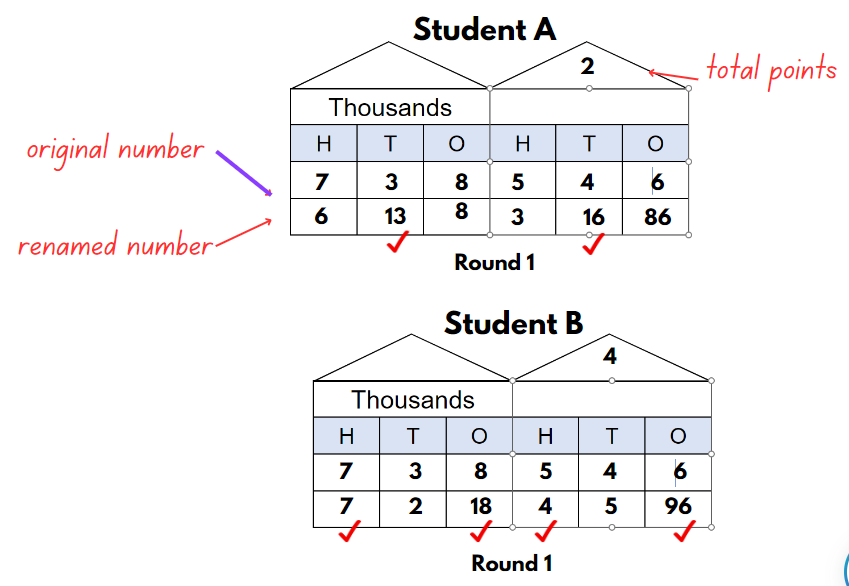 Student A
2
total points
Thousands
H T O H T O
original number
7 3 8 5 4 6
renamed number
6 13 8 3 16 86
Round 1
Student B
4
Thousands
H T O H T O
7 3 8 5 4 6
7 2 18 4 5 96
Round 1